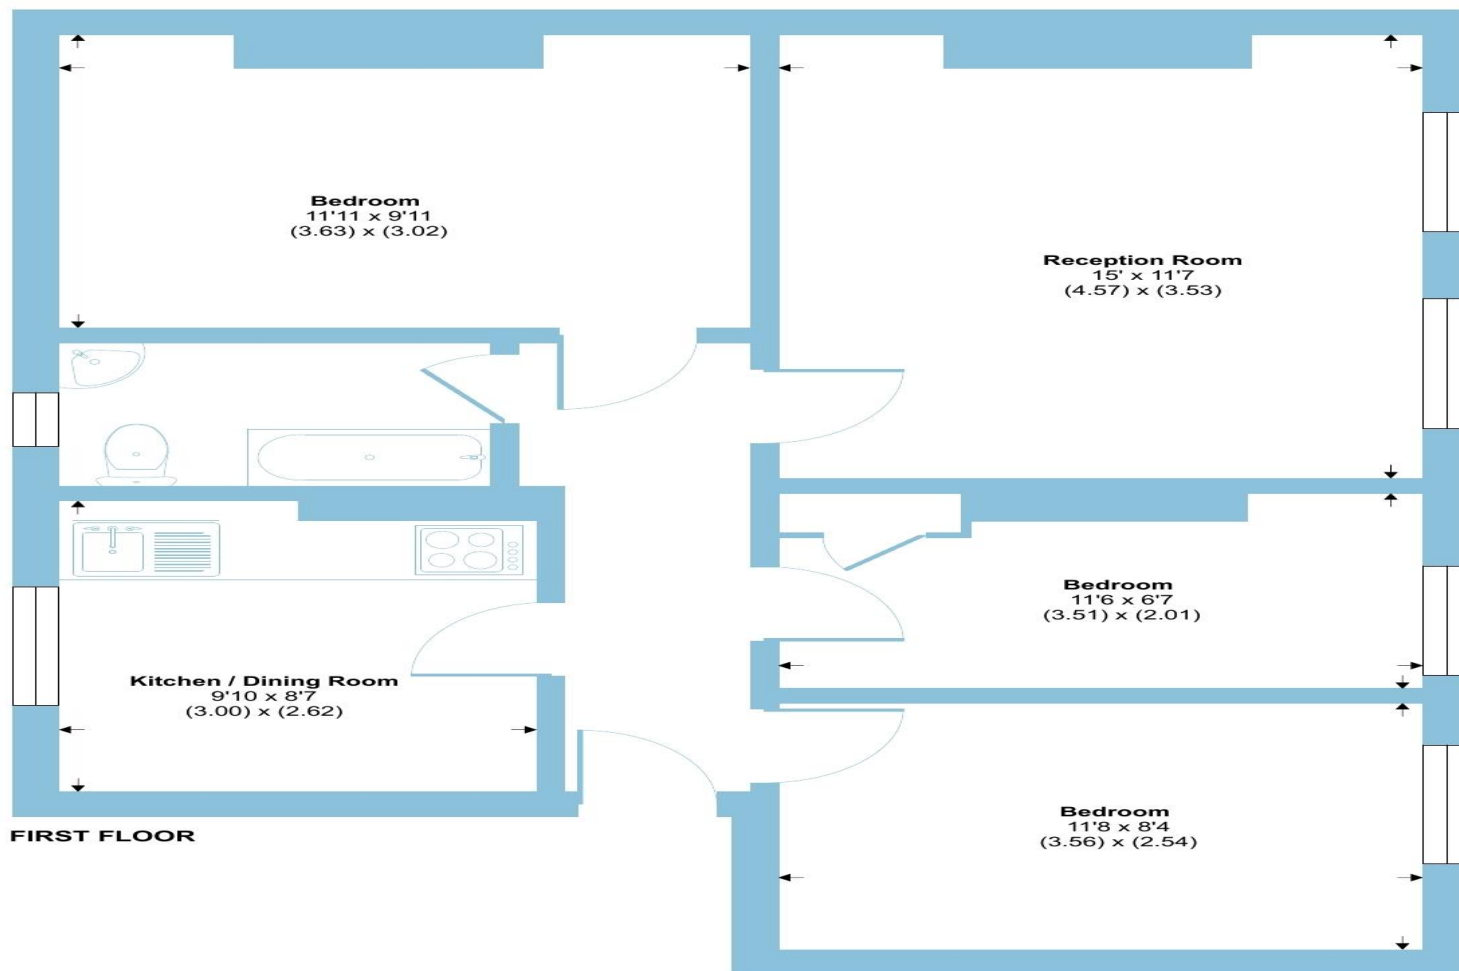 Bedroom
11'11 x 9'11
(3.63) x (3.02)
Reception Room
15' x 11'7
(4.57) x (3.53)
Bedroom
11'6 x 6'7
(3.51) x (2.01)
Kitchen / Dining Room
9'10 x 8'7
(3.00) x (2.62)
Bedroom
11'8 x 8'4
(3.56) x (2.54)
FIRST FLOOR